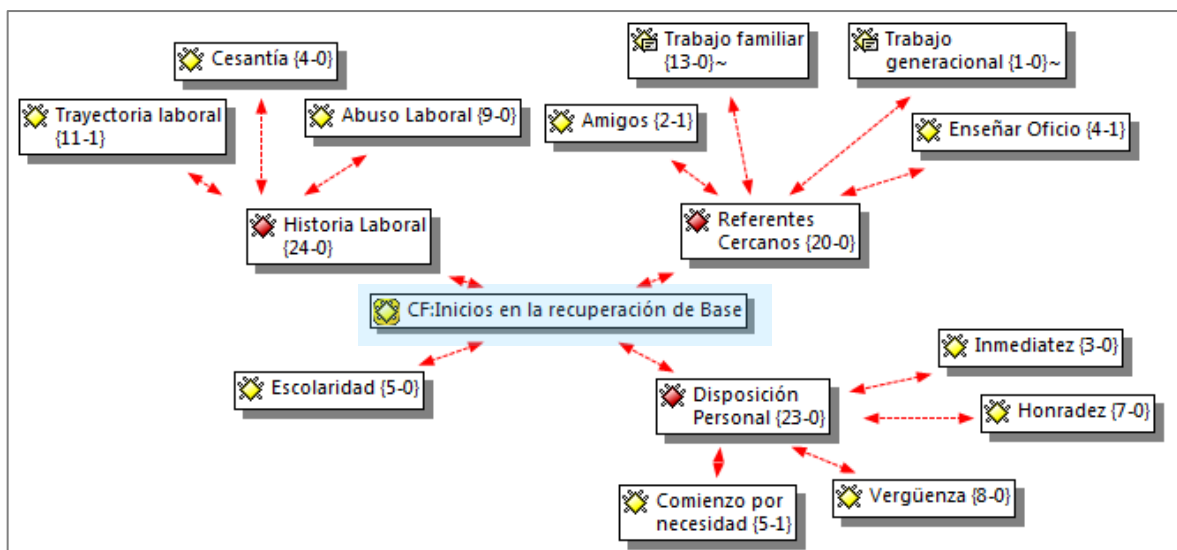 Cesantía {4-0}
Trabajo familiar
{13-0}~
Trabajo
generacional {1-0}~
Trayectoria laboral
{11-1}
Abuso Laboral {9-0}
Amigos {2-1}
Enseñar Oficio {4-1}
Historia Laboral
{24-0}
Referentes
Cercanos {20-0}
CF:Inicios en la recuperación de Base
Inmediatez {3-0}
Escolaridad {5-0}
Disposición
Personal {23-0}
Honradez {7-0}
Comienzo por
necesidad {5-1}
Vergüenza {8-0}